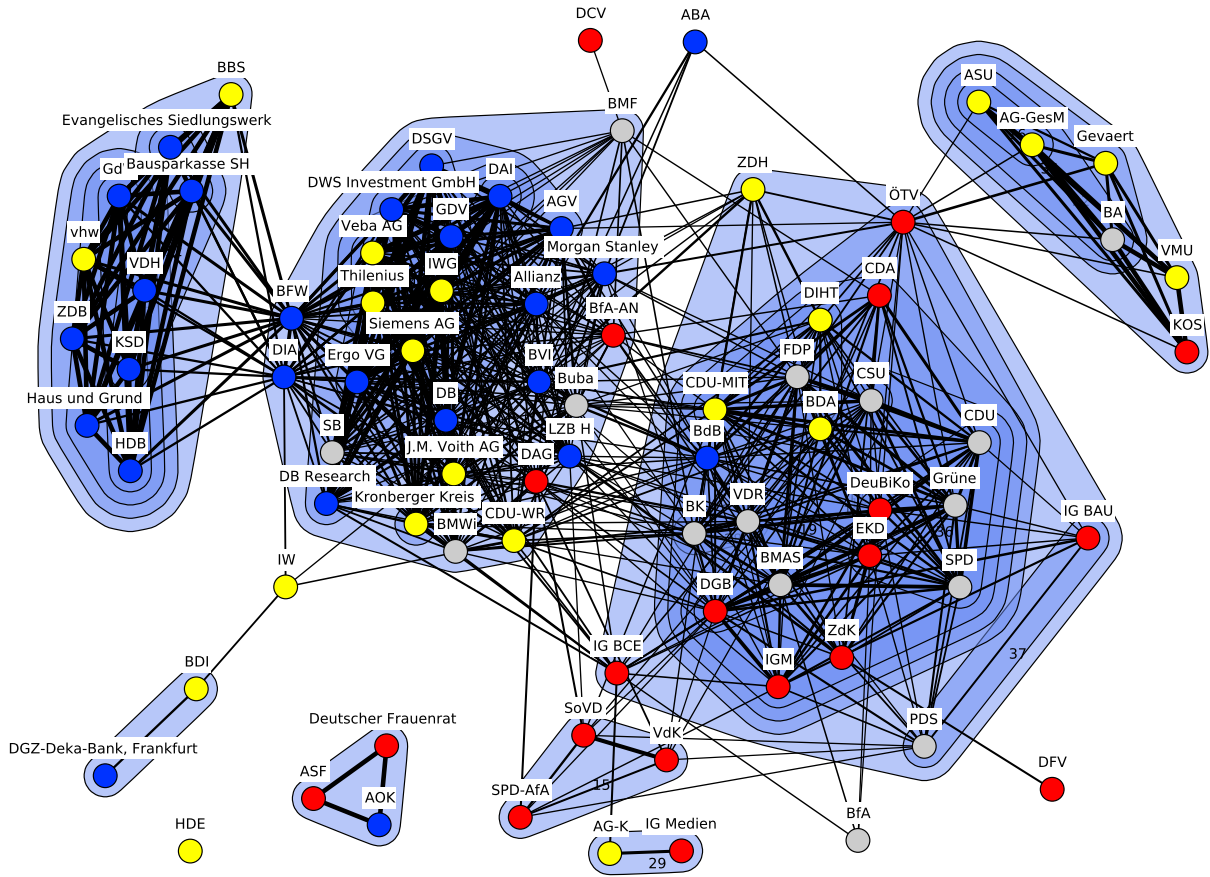 DCV
ABA
BBS
ASU
BMF
AG-GesM
Evangelisches Siedlungswerk
Gevaert
DSGV
ZDH
Gd
Bausparkasse SH
DAI
DWS Investment GmbH
ÖTV
GDV
AGV
BA
Veba AG
vhw
Morgan Stanley
VMU
VDH
Thilenius
IWG
Allianz
CDA
BFW
DIHT
BfA-AN
ZDB
Siemens AG
KOS
KSD
DIA
Ergo VG
BVI
FDP
Buba
CSU
CDU-MIT
Haus und Grund
DB
BDA
CDU
SB
LZB H
BdB
HDB
J.M. Voith AG
DAG
DB Research
DeuBiKo
Grüne
Kronberger Kreis
VDR
BK
IG BAU
CDU-WR
BMWi
EKD
IW
BMAS
SPD
DGB
ZdK
IG BCE
BDI
IGM
37
SoVD
Deutscher Frauenrat
PDS
VdK
DGZ-Deka-Bank, Frankfurt
ASF
SPD-AfA
15
DFV
AOK
BfA
HDE
AG-K
IG Medien
29